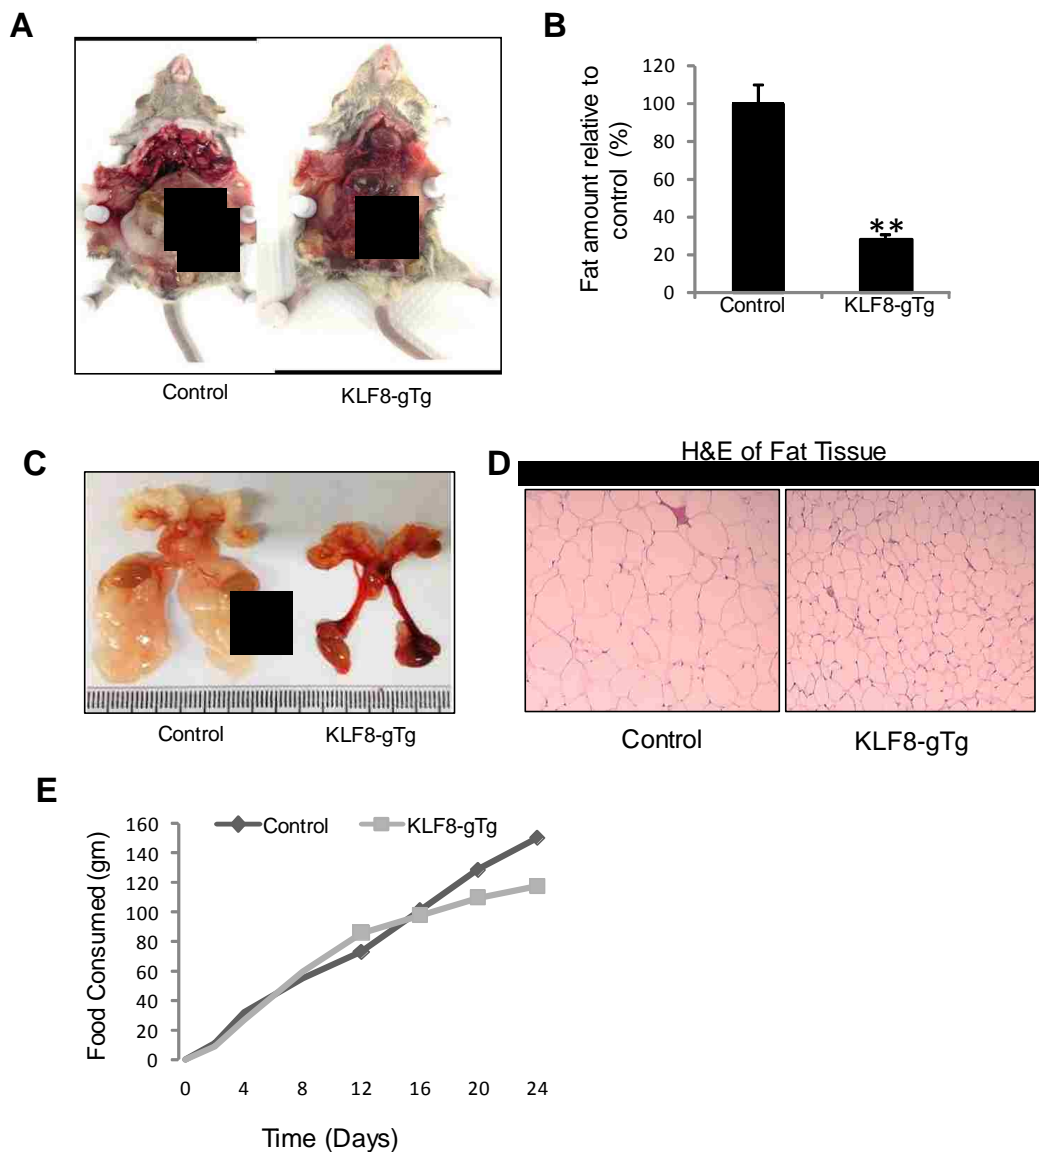 A
Control
KLF8-gTg
B
Fat amount relative to
control (%)
120
100
80
60
40
20
0
**
Control
KLF8-gTg
C
Control
KLF8-gTg
D
H&E of Fat Tissue
Control
KLF8-gTg
E
Food Consumed (gm)
160
140
120
100
80
60
40
20
0
Control
KLF8-gTg
0 4 8 12 16 20 24
Time (Days)